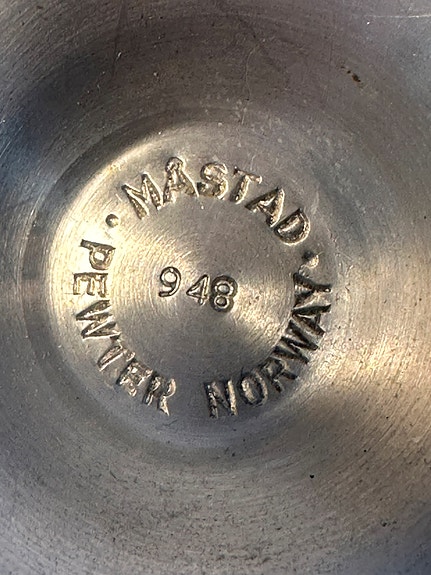 · MÅSTAD ·
PEWTER NORWAY
948